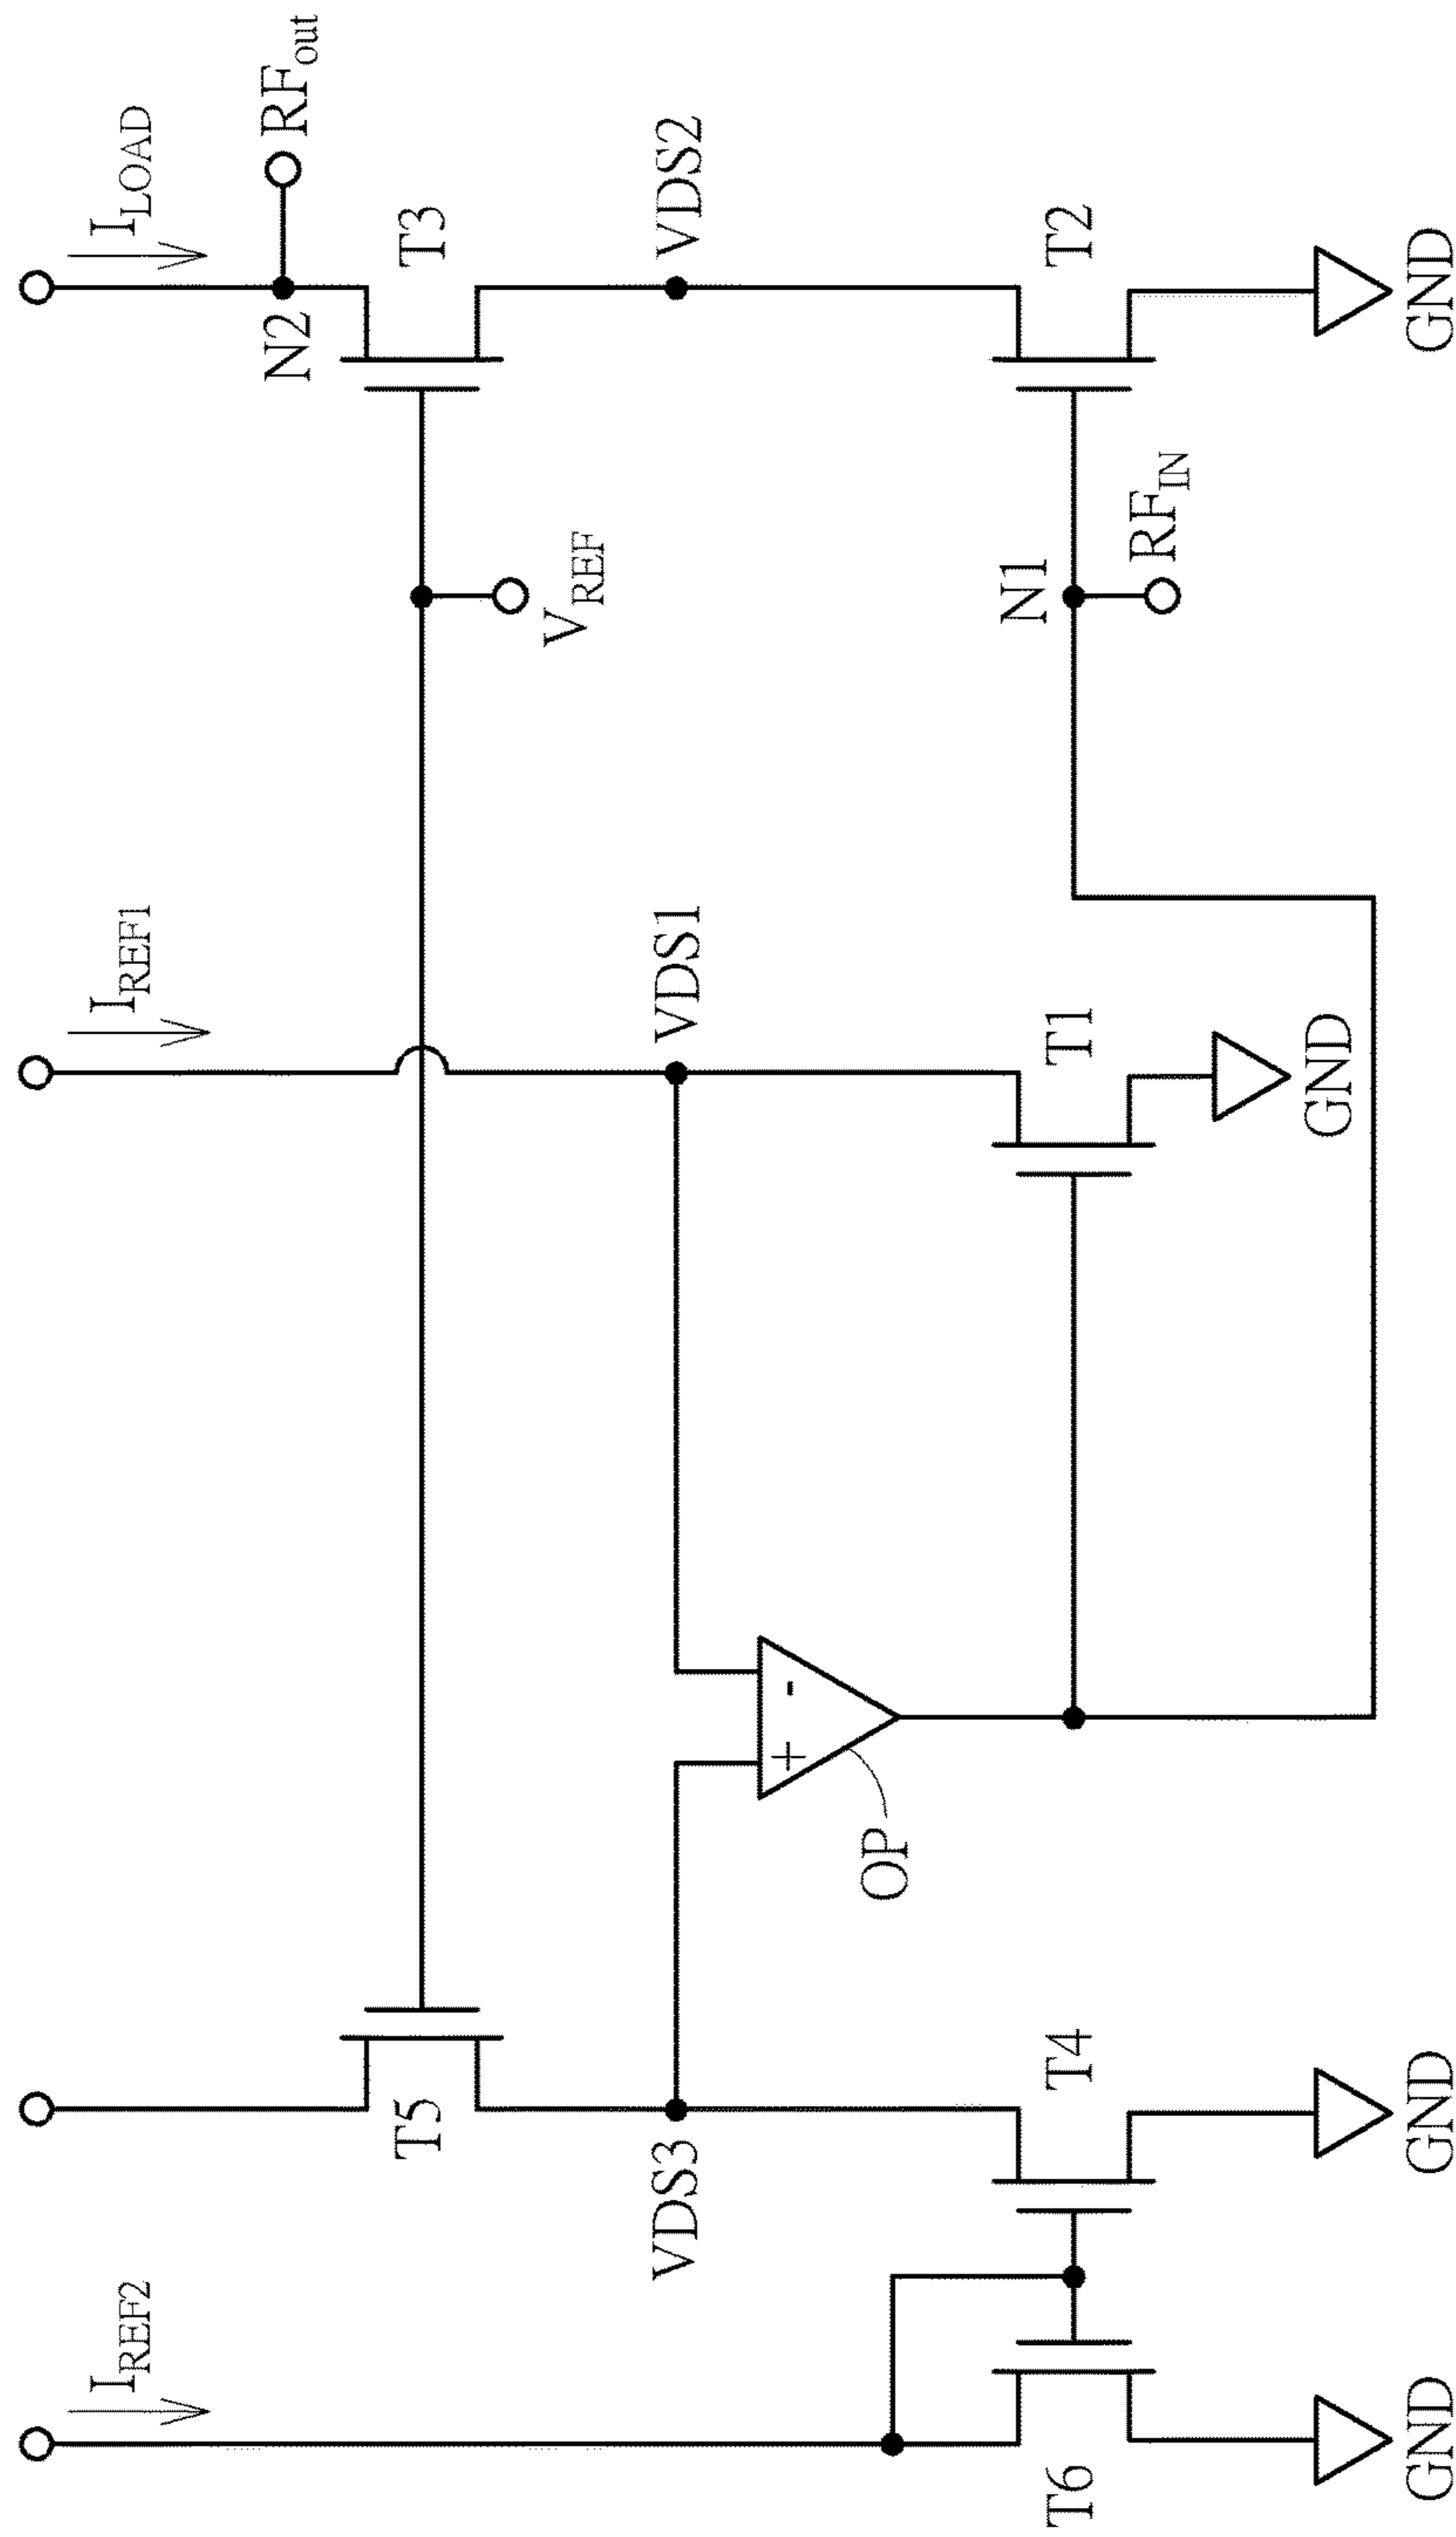 I_REF2
I_REF1
I_LOAD
N2
RF_out
T5
T3
V_REF
VDS3
VDS1
VDS2
+
-
OP
T6
T4
T1
N1
T2
RF_IN
GND
GND
GND
GND